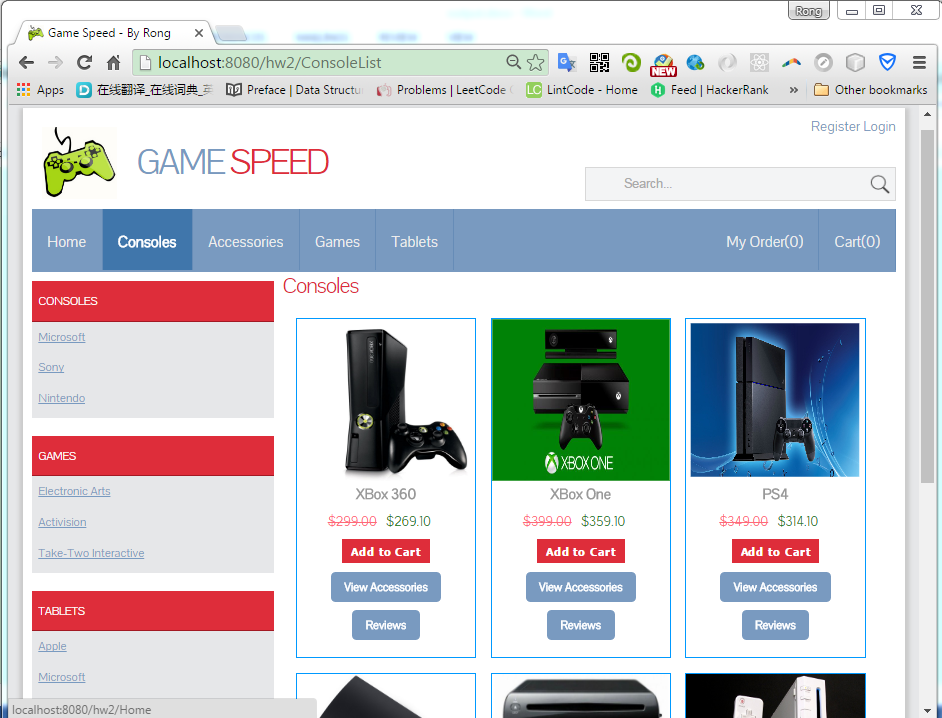 Rong
Game Speed - By Rong
localhost:8080/hw2/ConsoleList
NEW
Apps
在线翻译_在线词典_
Preface | Data Structu
Problems | LeetCode
LC LintCode - Home
Feed | HackerRank
»
Other bookmarks
Register Login
GAME SPEED
Search...
Home Consoles Accessories Games Tablets My Order(0) Cart(0)
CONSOLES
Microsoft
Sony
Nintendo
GAMES
Electronic Arts
Activision
Take-Two Interactive
TABLETS
Apple
Microsoft
Consoles
XBox 360
$299.00 $269.10
Add to Cart
View Accessories
Reviews
XBOX ONE
XBox One
$399.00 $359.10
Add to Cart
View Accessories
Reviews
PS4
$349.00 $314.10
Add to Cart
View Accessories
Reviews
localhost:8080/hw2/Home